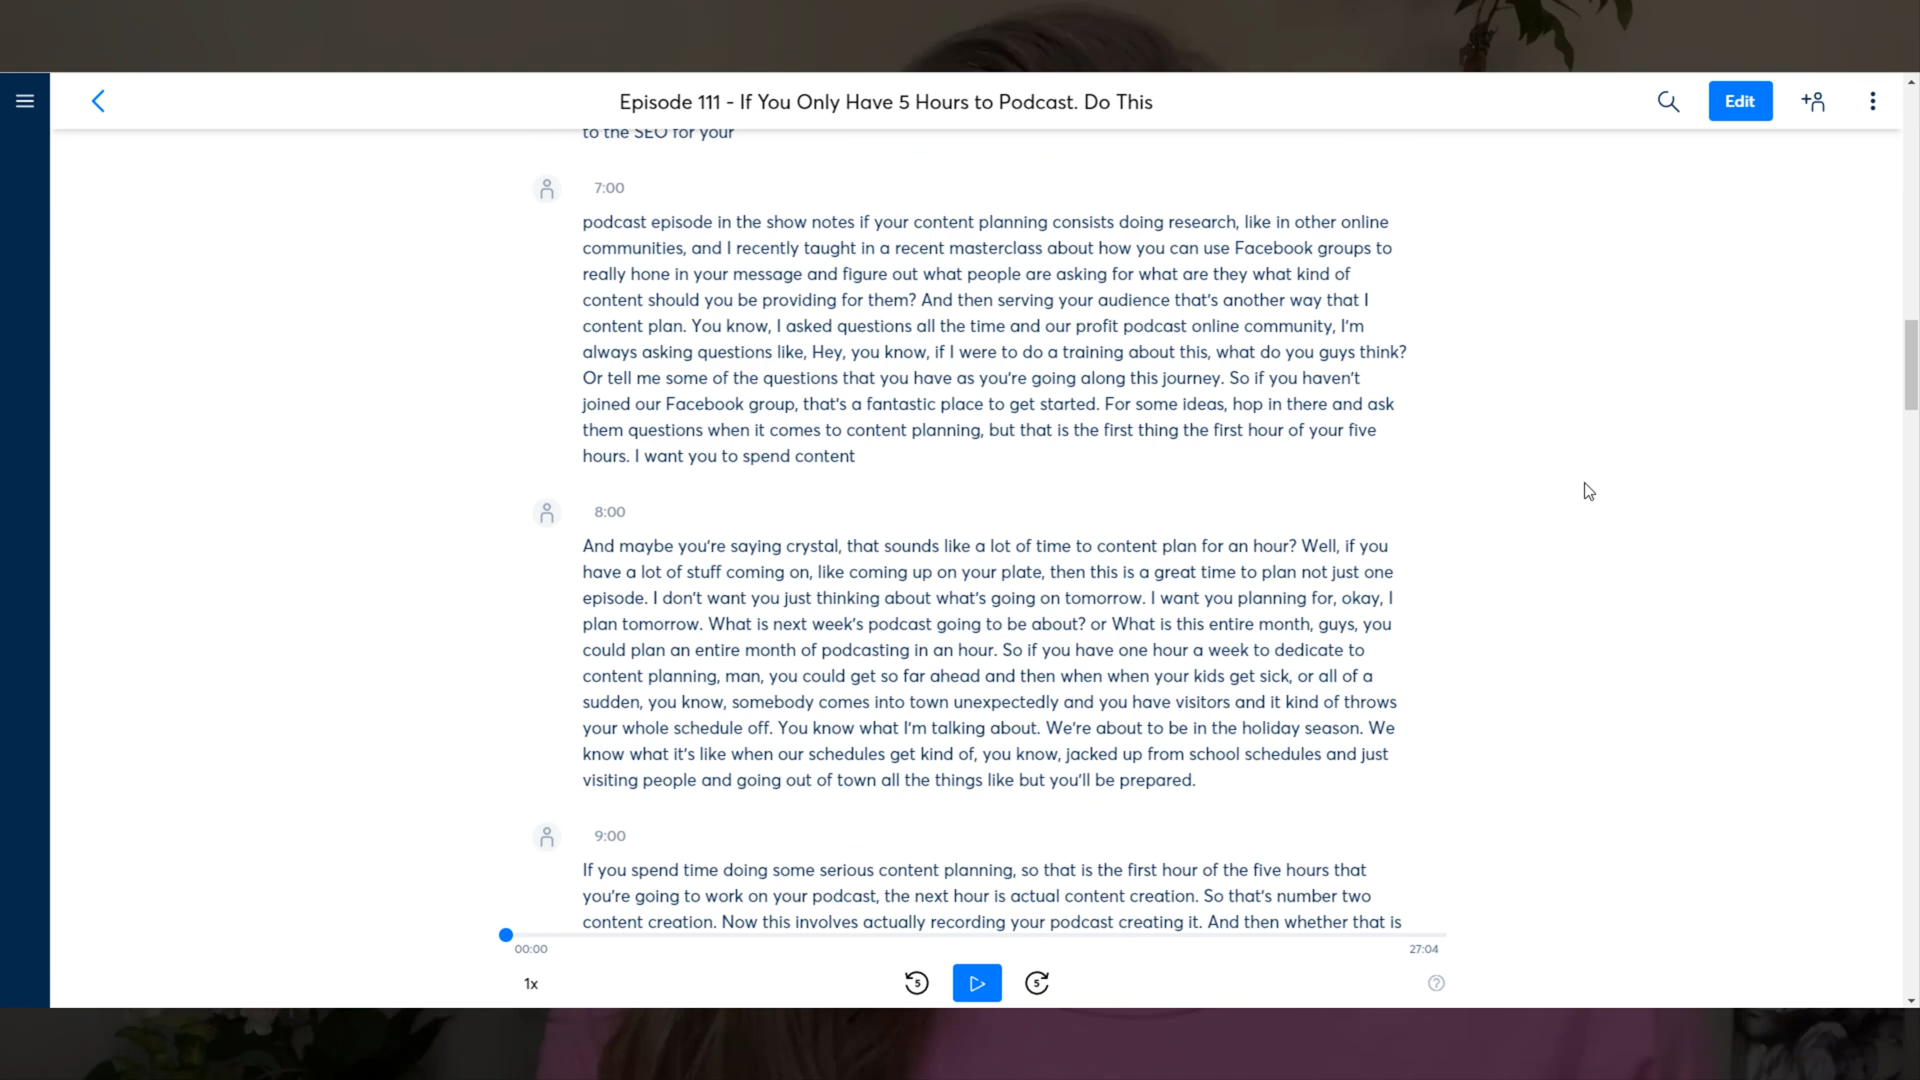 Episode 111 - If You Only Have 5 Hours to Podcast. Do This
Edit
to the SEO for your
7:00
podcast episode in the show notes if your content planning consists doing research, like in other online
communities, and I recently taught in a recent masterclass about how you can use Facebook groups to
really hone in your message and figure out what people are asking for what are they what kind of
content should you be providing for them? And then serving your audience that's another way that I
content plan. You know, I asked questions all the time and our profit podcast online community, I'm
always asking questions like, Hey, you know, if I were to do a training about this, what do you guys think?
Or tell me some of the questions that you have as you're going along this journey. So if you haven't
joined our Facebook group, that's a fantastic place to get started. For some ideas, hop in there and ask
them questions when it comes to content planning, but that is the first thing the first hour of your five
hours. I want you to spend content
8:00
And maybe you're saying crystal, that sounds like a lot of time to content plan for an hour? Well, if you
have a lot of stuff coming on, like coming up on your plate, then this is a great time to plan not just one
episode. I don't want you just thinking about what's going on tomorrow. I want you planning for, okay, I
plan tomorrow. What is next week's podcast going to be about? or What is this entire month, guys, you
could plan an entire month of podcasting in an hour. So if you have one hour a week to dedicate to
content planning, man, you could get so far ahead and then when when your kids get sick, or all of a
sudden, you know, somebody comes into town unexpectedly and you have visitors and it kind of throws
your whole schedule off. You know what I'm talking about. We're about to be in the holiday season. We
know what it's like when our schedules get kind of, you know, jacked up from school schedules and just
visiting people and going out of town all the things like but you'll be prepared.
9:00
If you spend time doing some serious content planning, so that is the first hour of the five hours that
you're going to work on your podcast, the next hour is actual content creation. So that's number two
content creation. Now this involves actually recording your podcast creating it. And then whether that is
00:00
27:04
1x
5
5